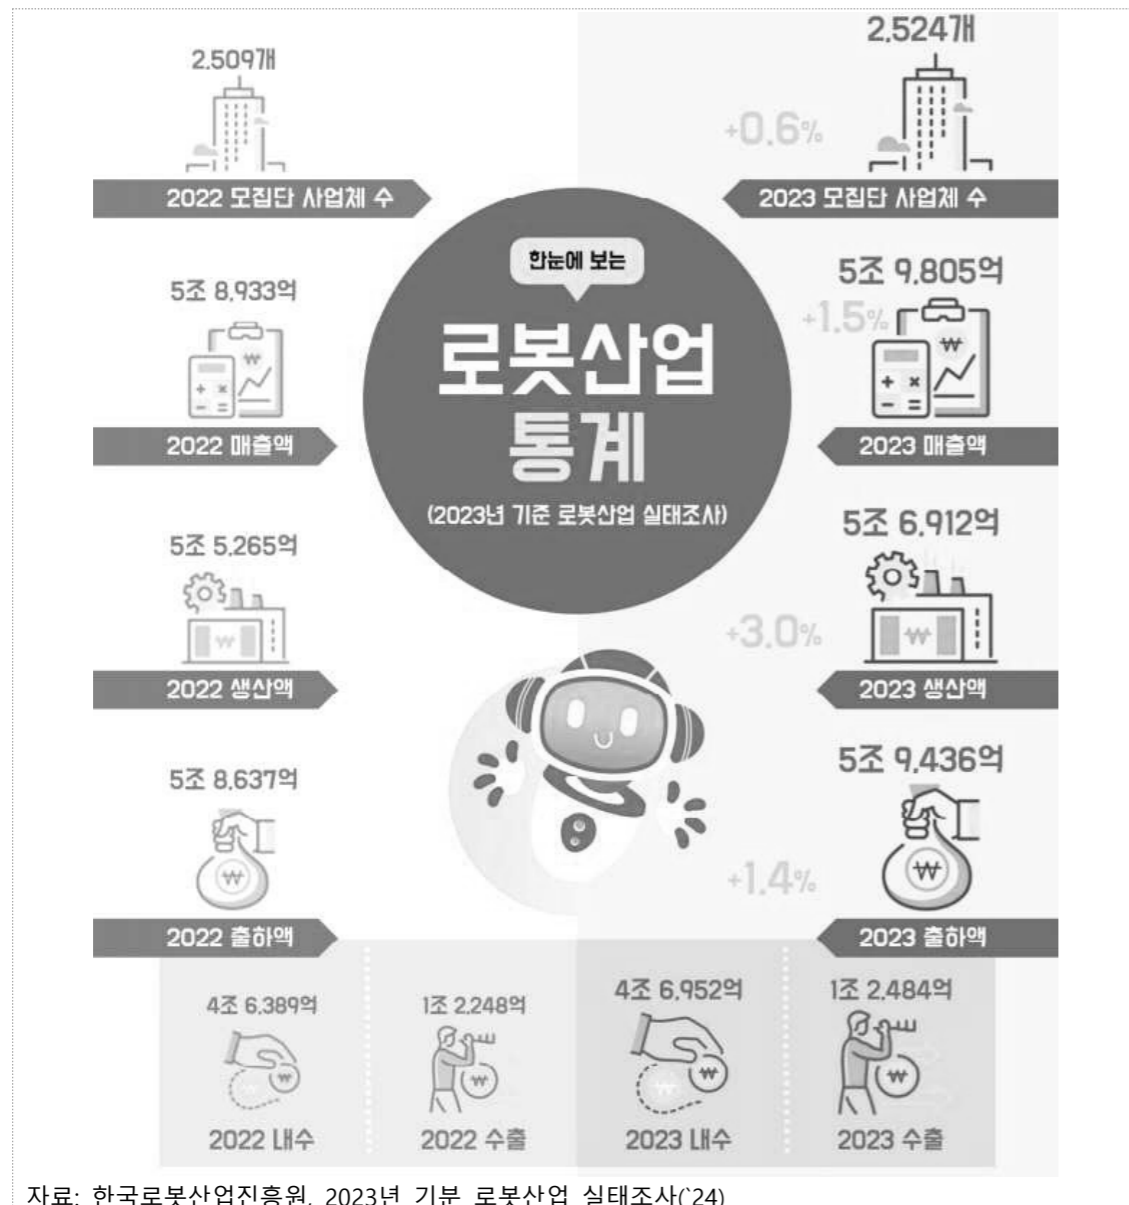 2,509개
2022 모집단 사업체 수
2,524개
+0.6%
2023 모집단 사업체 수
한눈에 보는
로봇산업
통계
(2023년 기준 로봇산업 실태조사)
5조 8,933억
2022 매출액
5조 9,805억
+1.5%
2023 매출액
5조 5,265억
2022 생산액
5조 6,912억
+3.0%
2023 생산액
5조 8,637억
2022 출하액
5조 9,436억
+1.4%
2023 출하액
4조 6,389억
2022 내수
1조 2,248억
2022 수출
4조 6,952억
2023 내수
1조 2,484억
2023 수출
자료: 한국로봇산업진흥원, 2023년 기분 로봇산업 실태조사(`24)